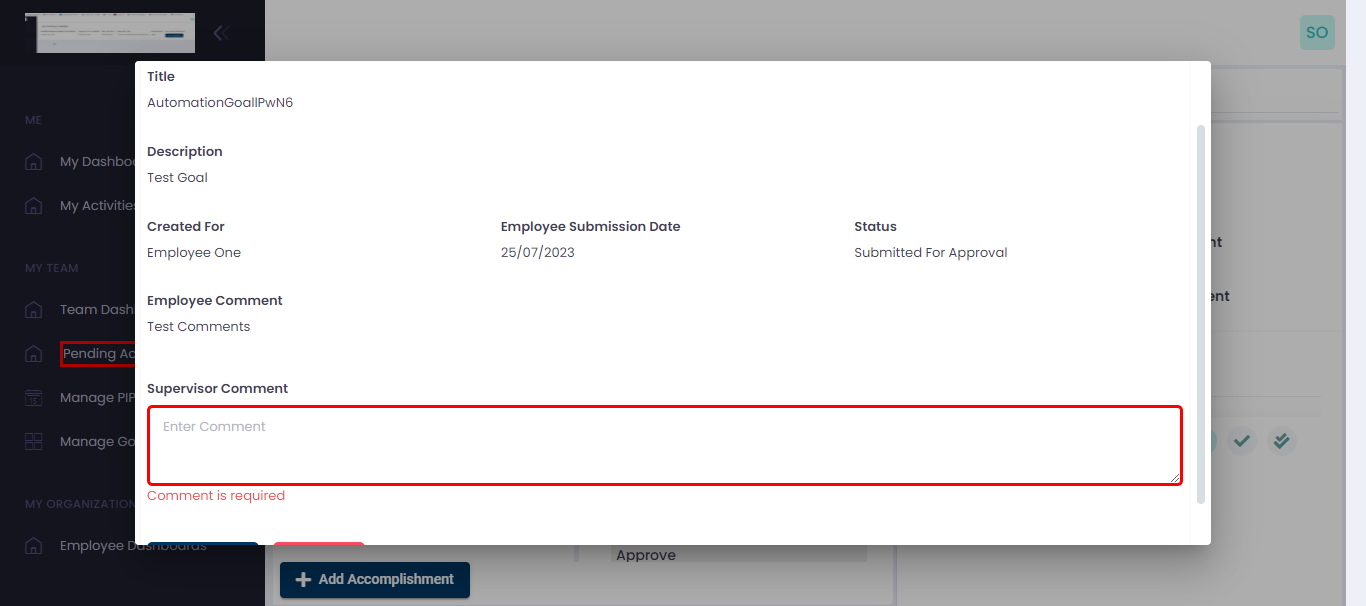 SO
ME
My Dashbo
My Activities
MY TEAM
Team Dash
Pending Ac
Manage PIP
Manage Go
MY ORGANIZATION
Employee Dashboards
Title
AutomationGoallPwN6
Description
Test Goal
Created For
Employee Submission Date
Status
Employee One
25/07/2023
Submitted For Approval
Employee Comment
Test Comments
Supervisor Comment
Enter Comment
Comment is required
nt
ent
Approve
Add Accomplishment